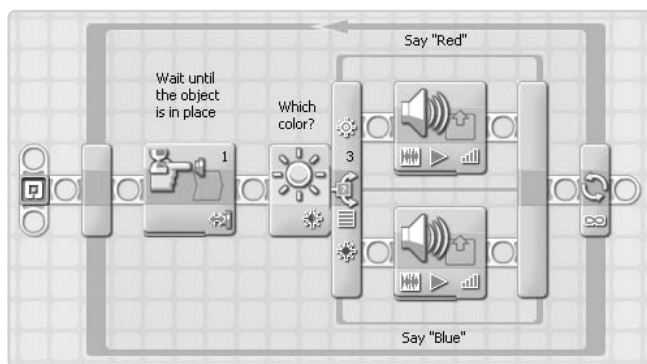 Say "Red"
Wait until
the object
is in place
Which
color?
1
3
Say "Blue"